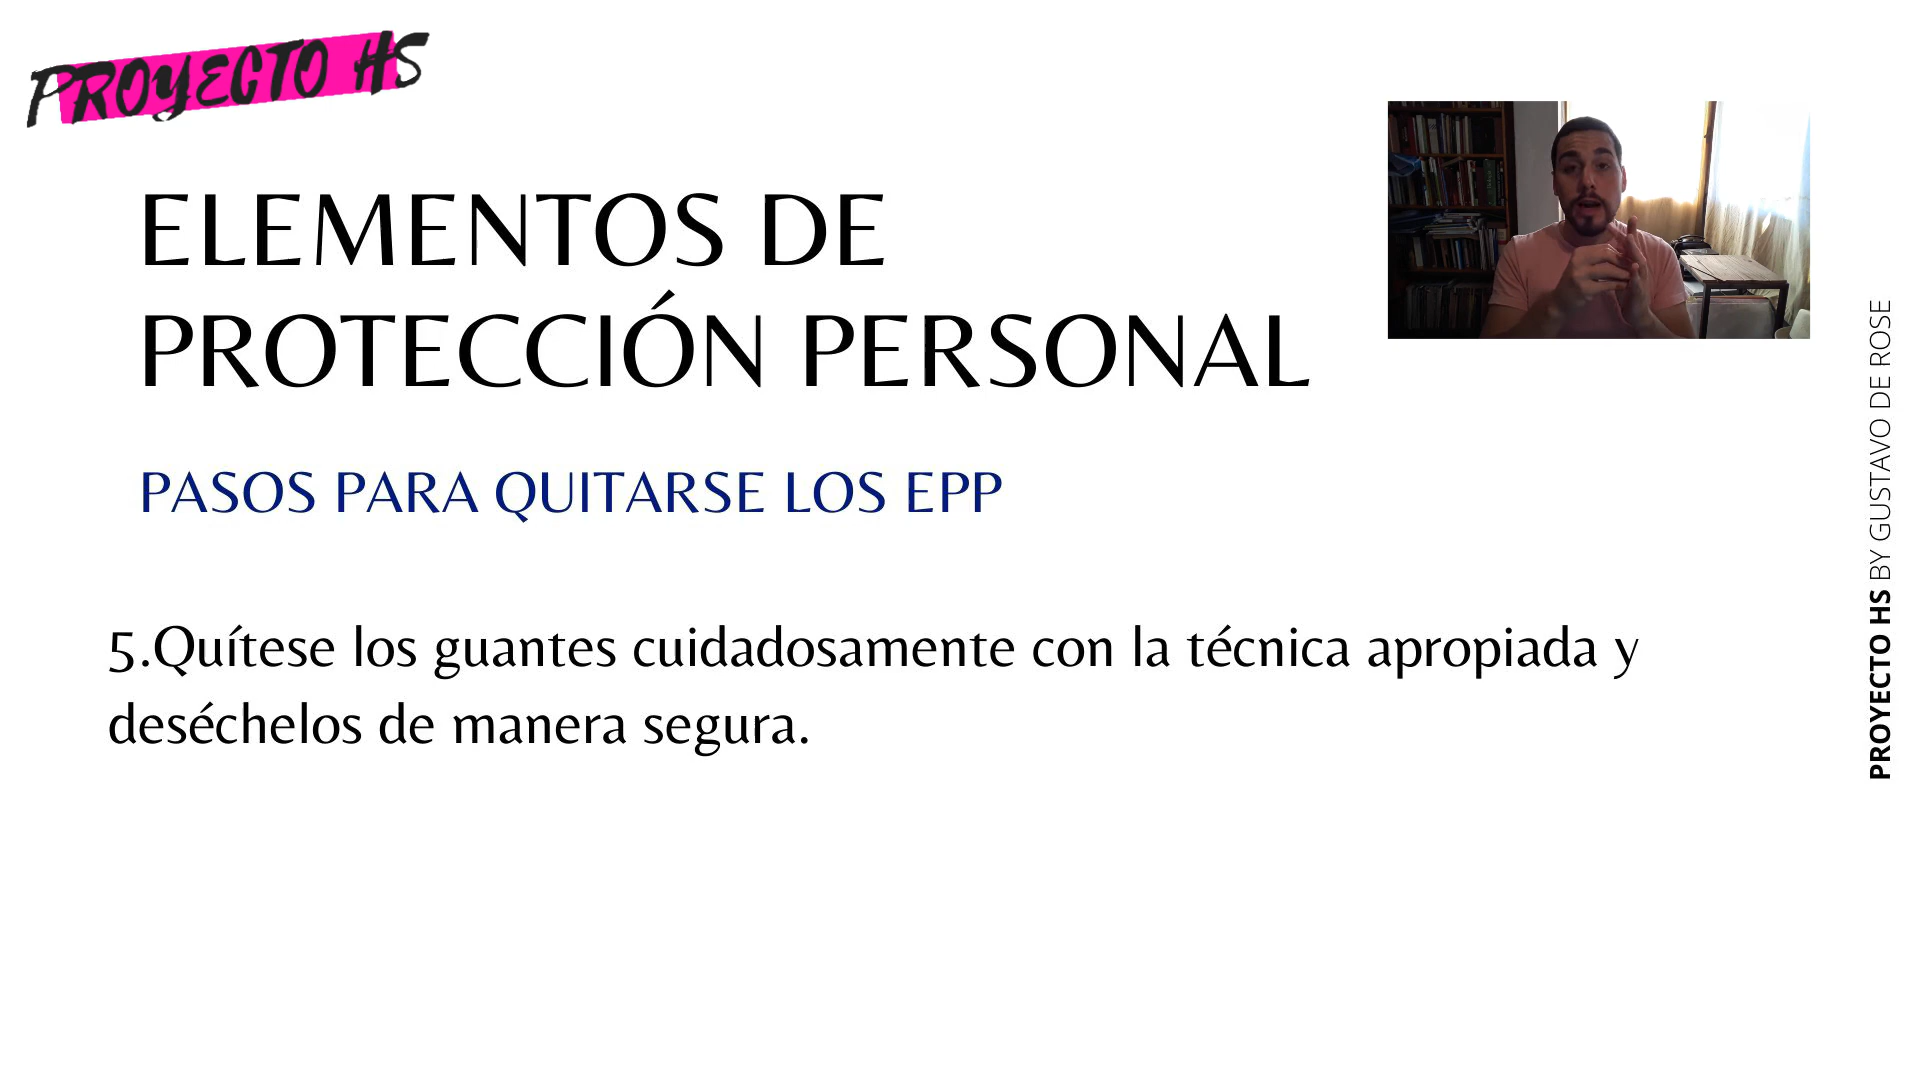 PROYECTO HS
ELEMENTOS DE
PROTECCIÓN PERSONAL
PASOS PARA QUITARSE LOS EPP
5.Quítese los guantes cuidadosamente con la técnica apropiada y
deséchelos de manera segura.
PROYECTO HS BY GUSTAVO DE ROSE